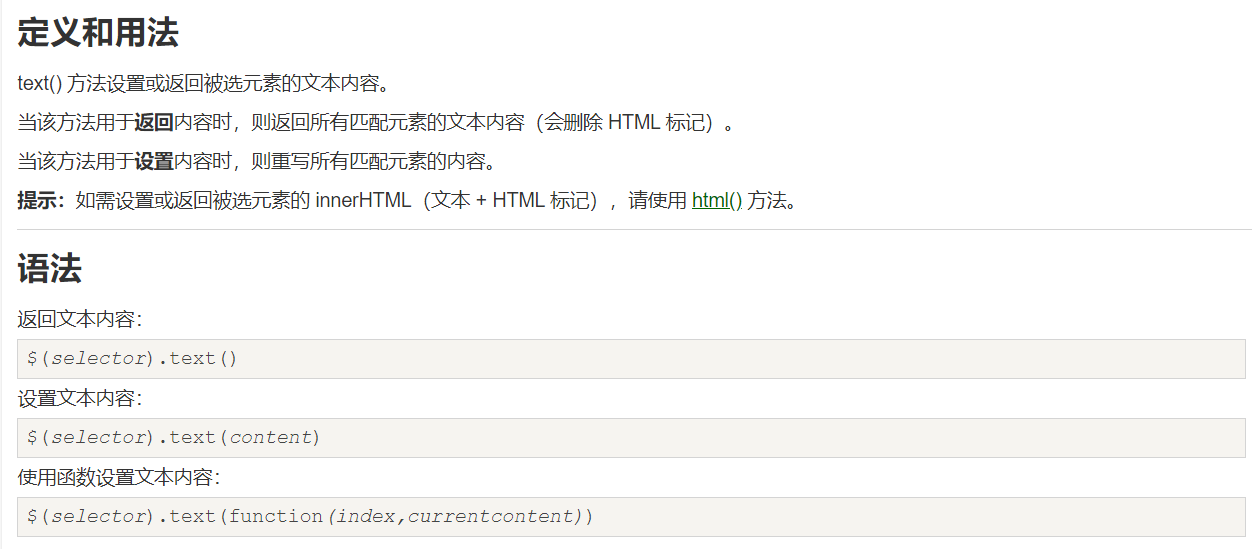 定义和用法
text() 方法设置或返回被选元素的文本内容。
当该方法用于返回内容时，则返回所有匹配元素的文本内容（会删除 HTML 标记）。
当该方法用于设置内容时，则重写所有匹配元素的内容。
提示：如需设置或返回被选元素的 innerHTML（文本 + HTML 标记），请使用 html() 方法。
语法
返回文本内容：
$(selector).text()
设置文本内容：
$(selector).text(content)
使用函数设置文本内容：
$(selector).text(function(index,currentcontent))